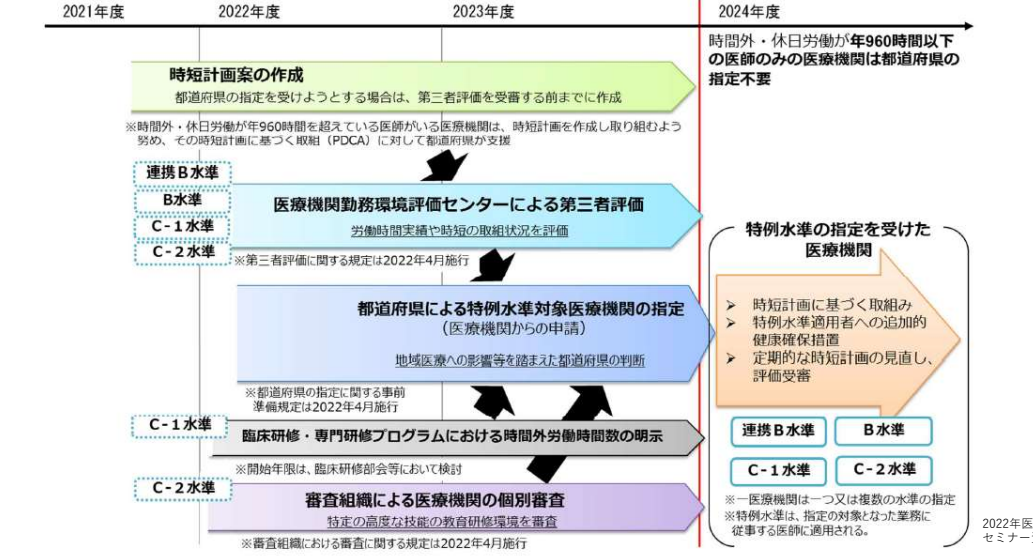 2021年度
2022年度
2023年度
2024年度
時間外・休日労働が年960時間以下
の医師のみの医療機関は都道府県の
指定不要
時短計画案の作成
都道府県の指定を受けようとする場合は、第三者評価を受審する前までに作成
※時間外・休日労働が年960時間を超えている医師がいる医療機関は、時短計画を作成し取り組むよう
努め、その時短計画に基づく取組（PDCA）に対して都道府県が支援
連携B水準
B水準
C-1水準
C-2水準
医療機関勤務環境評価センターによる第三者評価
労働時間実績や時短の取組状況を評価
※第三者評価に関する規定は2022年4月施行
都道府県による特例水準対象医療機関の指定
（医療機関からの申請）
地域医療への影響等を踏まえた都道府県の判断
※都道府県の指定に関する事前
準備規定は2022年4月施行
C-1水準
臨床研修・専門研修プログラムにおける時間外労働時間数の明示
※開始年限は、臨床研修部会等において検討
C-2水準
審査組織による医療機関の個別審査
特定の高度な技能の教育研修環境を審査
※審査組織における審査に関する規定は2022年4月施行
特例水準の指定を受けた
医療機関
➢ 時短計画に基づく取組み
➢ 特例水準適用者への追加的
健康確保措置
➢ 定期的な時短計画の見直し、
評価受審
連携B水準
B水準
C-1水準
C-2水準
※一医療機関は一つ又は複数の水準の指定
※特例水準は、指定の対象となった業務に
従事する医師に適用される。
2022年医
セミナー